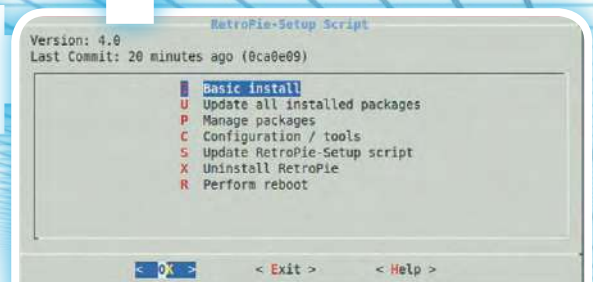 RetroPie-Setup Script
Version: 4.0
Last Commit: 20 minutes ago (0ca0e09)
Basic install
U Update all installed packages
P Manage packages
C Configuration / tools
S Update RetroPie-Setup script
X Uninstall RetroPie
R Perform reboot
< OK > < Exit > < Help >